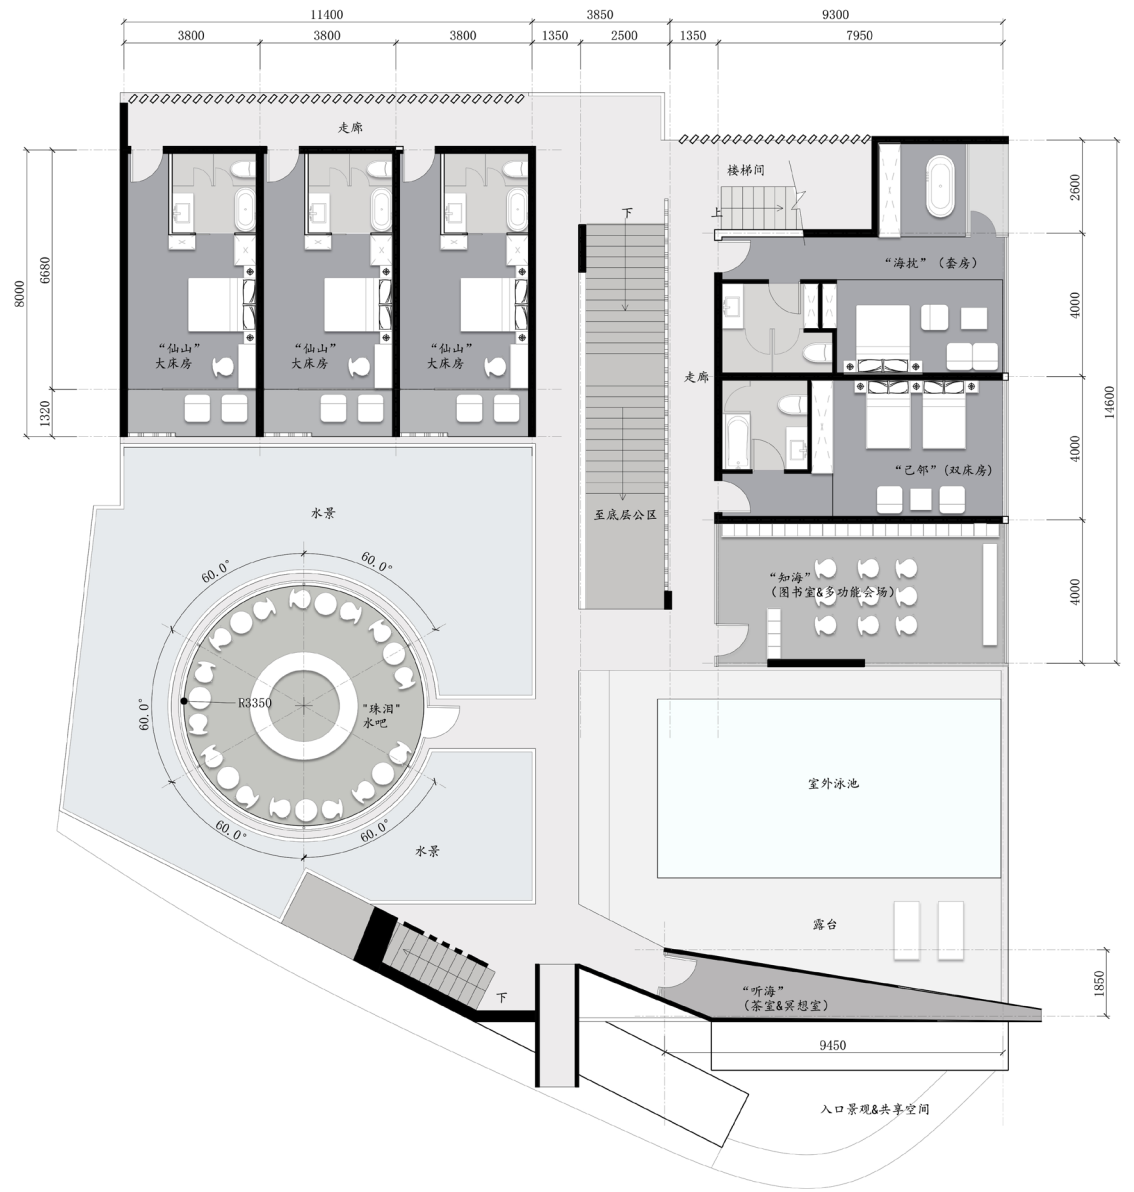 11400
3850
9300
3800
3800
3800
1350
2500
1350
7950
走廊
楼梯间
上
下
2600
8000
6680
1320
“海扰”（套房）
4000
14600
“仙山”
大床房
“仙山”
大床房
“仙山”
大床房
走廊
4000
“己邻”(双床房)
水景
至底层公区
60.0°
60.0°
“知海”
（图书室&多功能会场）
4000
60.0°
R3350
"珠泪"
水吧
60.0°
60.0°
室外泳池
水景
露台
下
“听海”
（茶室&冥想室）
1850
9450
入口景观&共享空间